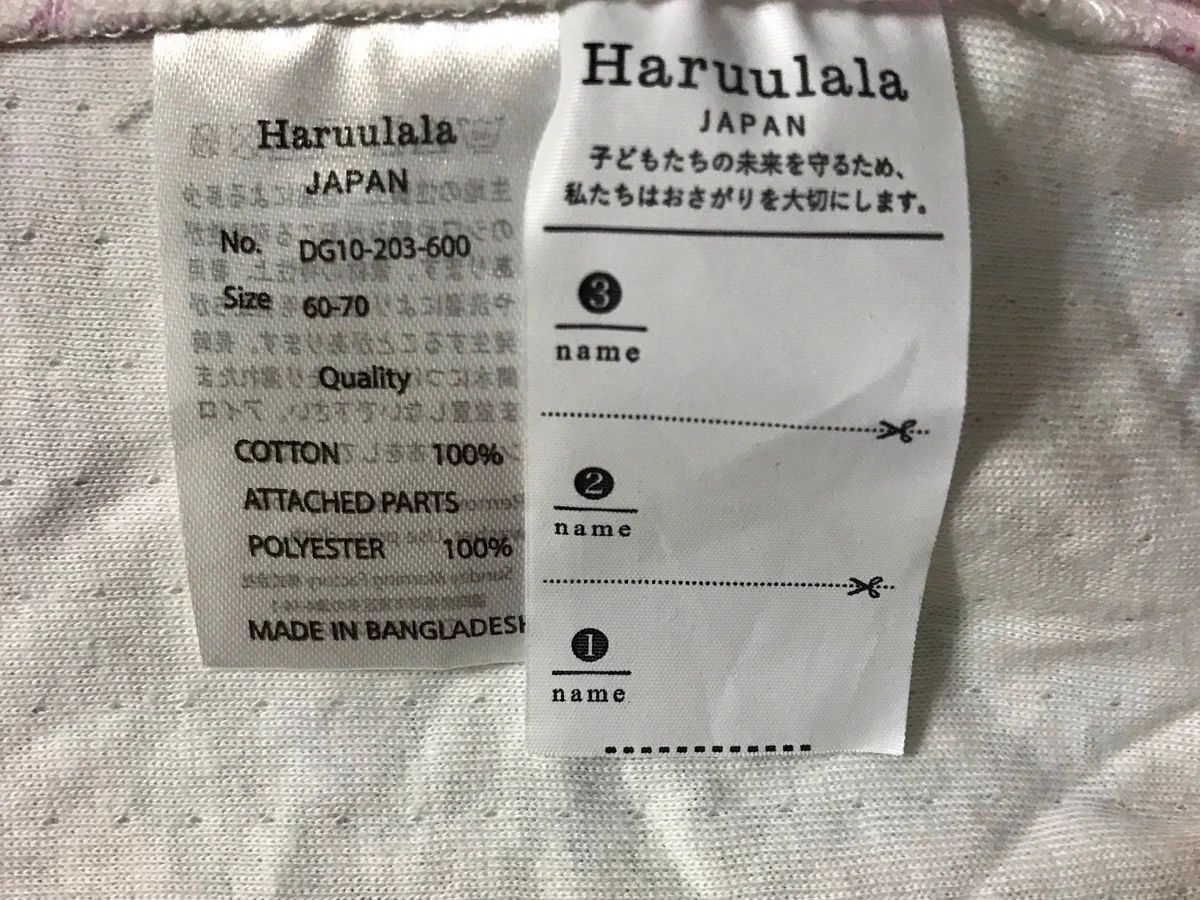 Haruulala
JAPAN
No. DG10-203-600
Size 60-70
Quality
COTTON 100%
ATTACHED PARTS
POLYESTER 100%
MADE IN BANGLADESH
Haruulala
JAPAN
子どもたちの未来を守るため、
私たちはおさがりを大切にします。
3
name
2
name
1
name